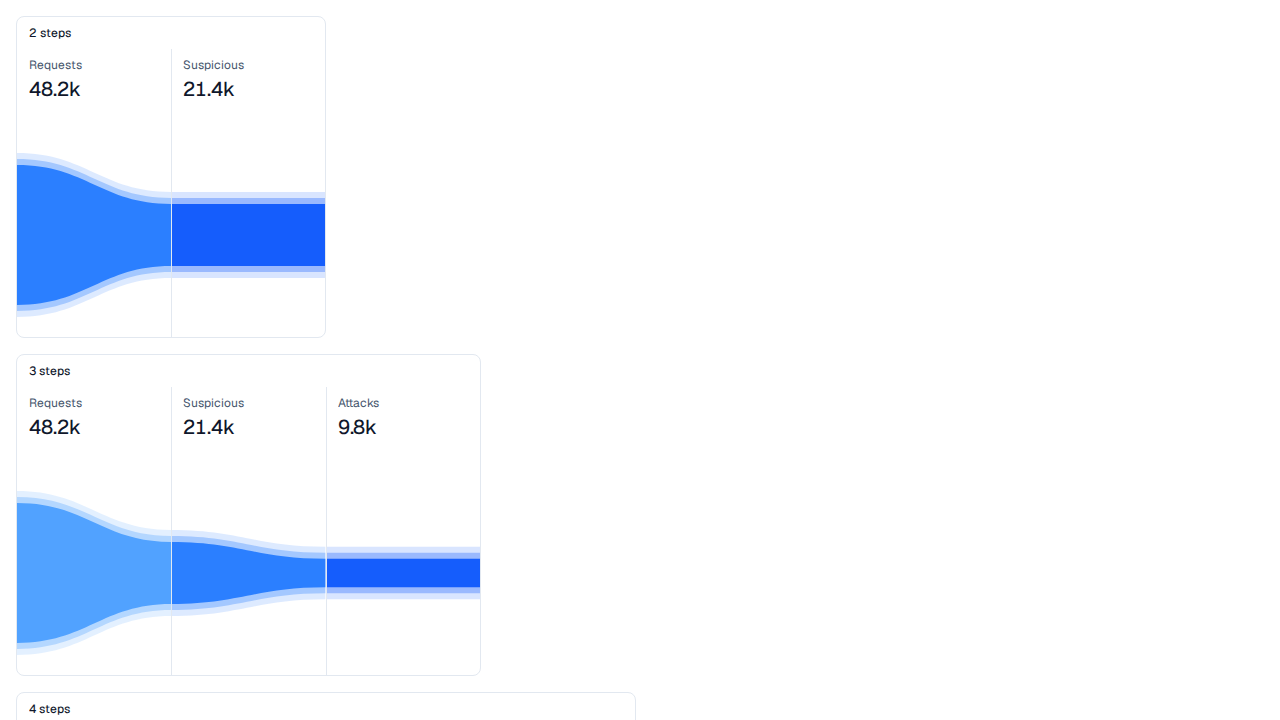 2 steps
Requests Suspicious
48.2k 21.4k
3 steps
Requests Suspicious Attacks
48.2k 21.4k 9.8k
4 steps